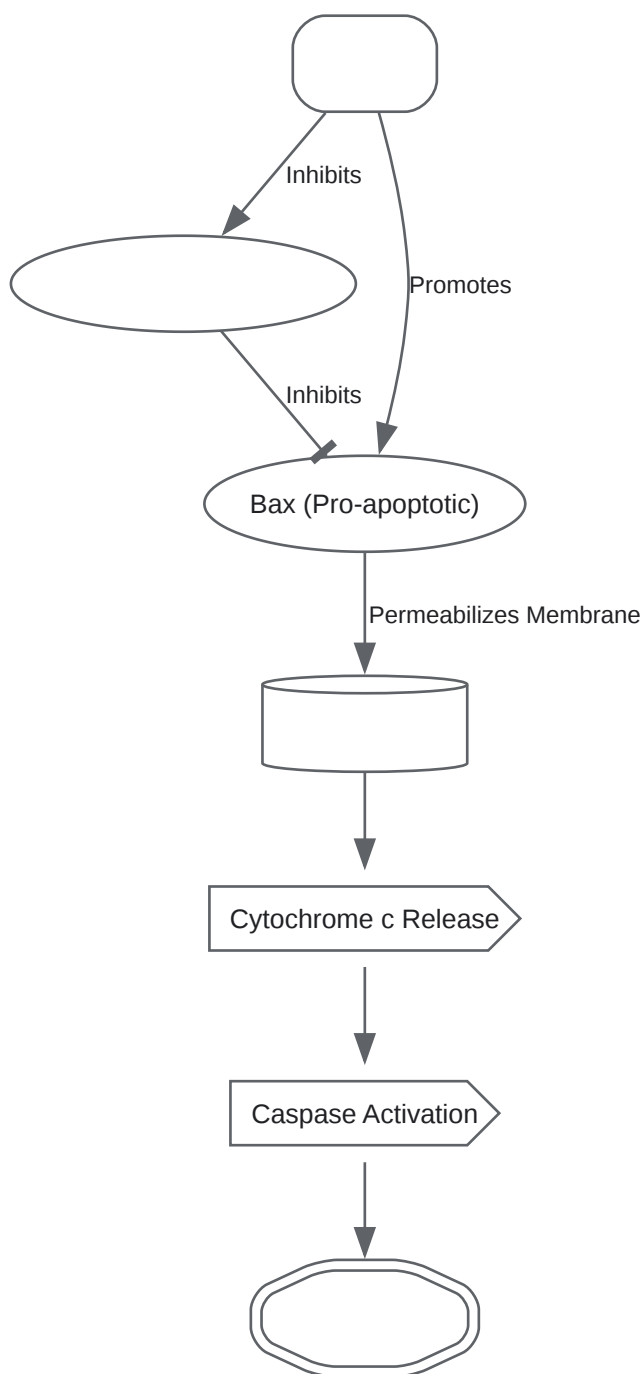 Inhibits
Promotes
Inhibits
Bax (Pro-apoptotic)
Permeabilizes Membrane
Cytochrome c Release
Caspase Activation